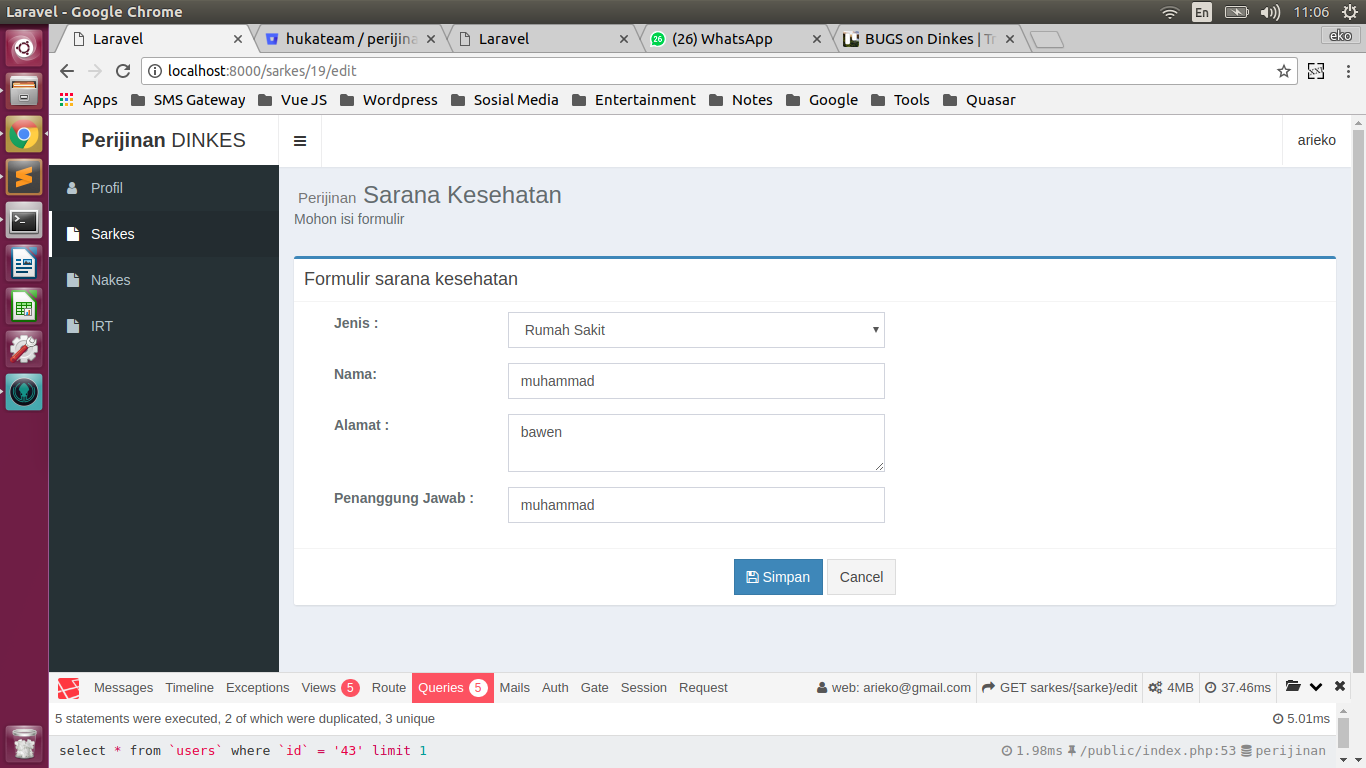 Laravel - Google Chrome
En
11:06
Laravel
hukateam / perijina
Laravel
(26) WhatsApp
BUGS on Dinkes | Tr
eko
localhost:8000/sarkes/19/edit
Apps
SMS Gateway
Vue JS
Wordpress
Sosial Media
Entertainment
Notes
Google
Tools
Quasar
Perijinan DINKES
arieko
Profil
Sarkes
Nakes
IRT
Perijinan Sarana Kesehatan
Mohon isi formulir
Formulir sarana kesehatan
Jenis :
Rumah Sakit
Nama:
muhammad
Alamat :
bawen
Penanggung Jawab :
muhammad
Simpan
Cancel
Messages
Timeline
Exceptions
Views 5
Route
Queries 5
Mails
Auth
Gate
Session
Request
web: arieko@gmail.com
GET sarkes/{sarke}/edit
4MB
37.46ms
5 statements were executed, 2 of which were duplicated, 3 unique
5.01ms
select * from `users` where `id` = '43' limit 1
1.98ms
/public/index.php:53
perijinan